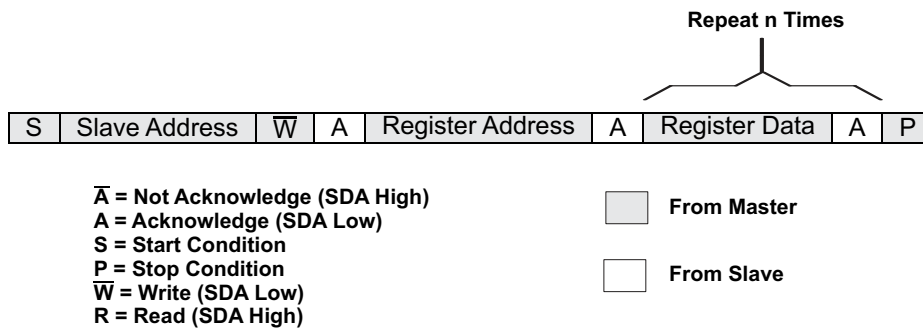 Repeat n Times
S Slave Address W̅ A Register Address A Register Data A P
A̅ = Not Acknowledge (SDA High)
A = Acknowledge (SDA Low)
S = Start Condition
P = Stop Condition
W̅ = Write (SDA Low)
R = Read (SDA High)
From Master
From Slave